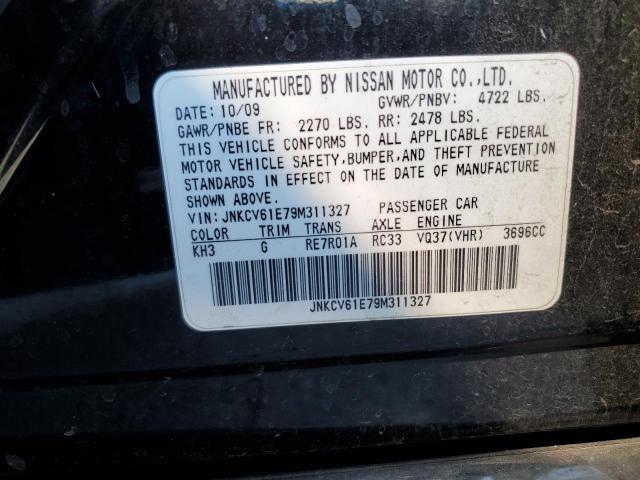 MANUFACTURED BY NISSAN MOTOR CO.,LTD.
DATE: 10/09 GVWR/PNBV: 4722 LBS.
GAWR/PNBE FR: 2270 LBS. RR: 2478 LBS.
THIS VEHICLE CONFORMS TO ALL APPLICABLE FEDERAL
MOTOR VEHICLE SAFETY,BUMPER,AND THEFT PREVENTION
STANDARDS IN EFFECT ON THE DATE OF MANUFACTURE
SHOWN ABOVE.
VIN: JNKCV61E79M311327 PASSENGER CAR
COLOR TRIM TRANS AXLE ENGINE
KH3 G RE7R01A RC33 VQ37(VHR) 3696CC
JNKCV61E79M311327